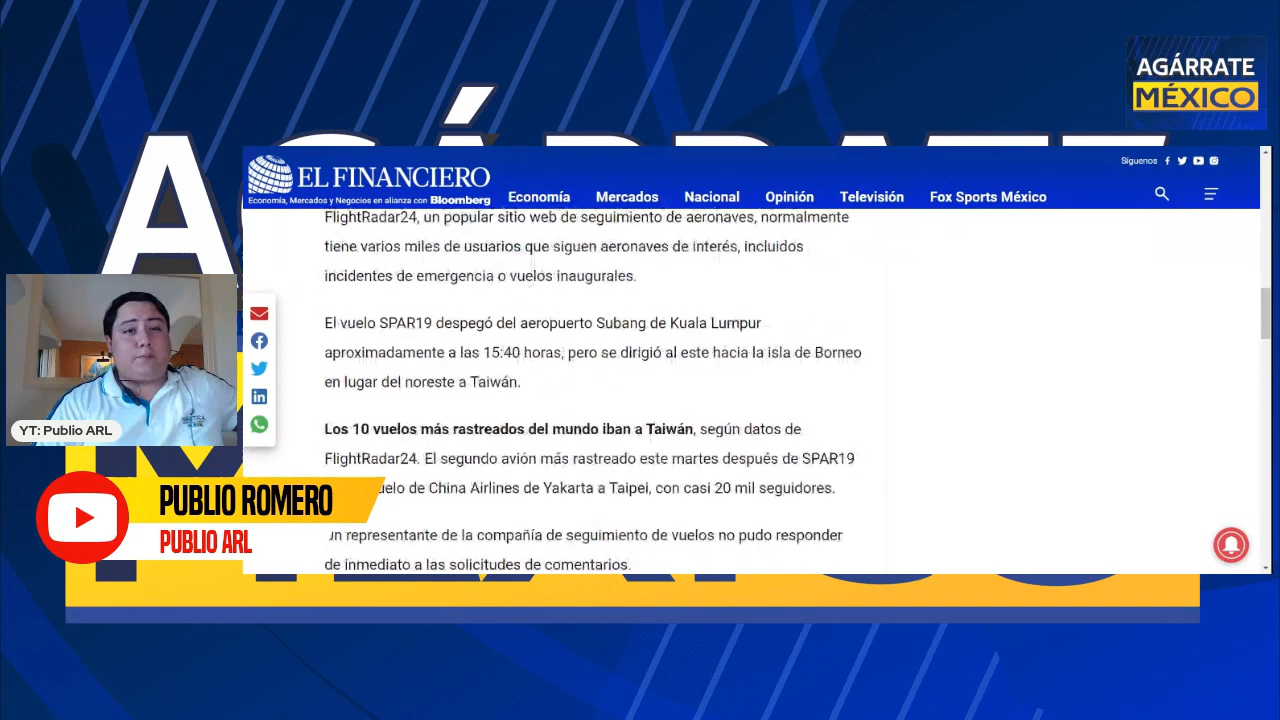 AGÁRRATE
MÉXICO
EL FINANCIERO
Economía, Mercados y Negocios en alianza con Bloomberg
Economía Mercados Nacional Opinión Televisión Fox Sports México
Síguenos
FlightRadar24, un popular sitio web de seguimiento de aeronaves, normalmente
tiene varios miles de usuarios que siguen aeronaves de interés, incluidos
incidentes de emergencia o vuelos inaugurales.
El vuelo SPAR19 despegó del aeropuerto Subang de Kuala Lumpur
aproximadamente a las 15:40 horas, pero se dirigió al este hacia la isla de Borneo
en lugar del noreste a Taiwán.
Los 10 vuelos más rastreados del mundo iban a Taiwán, según datos de
FlightRadar24. El segundo avión más rastreado este martes después de SPAR19
uelo de China Airlines de Yakarta a Taipei, con casi 20 mil seguidores.
Un representante de la compañía de seguimiento de vuelos no pudo responder
de inmediato a las solicitudes de comentarios.
YT: Publio ARL
PUBLIO ROMERO
PUBLIO ARL